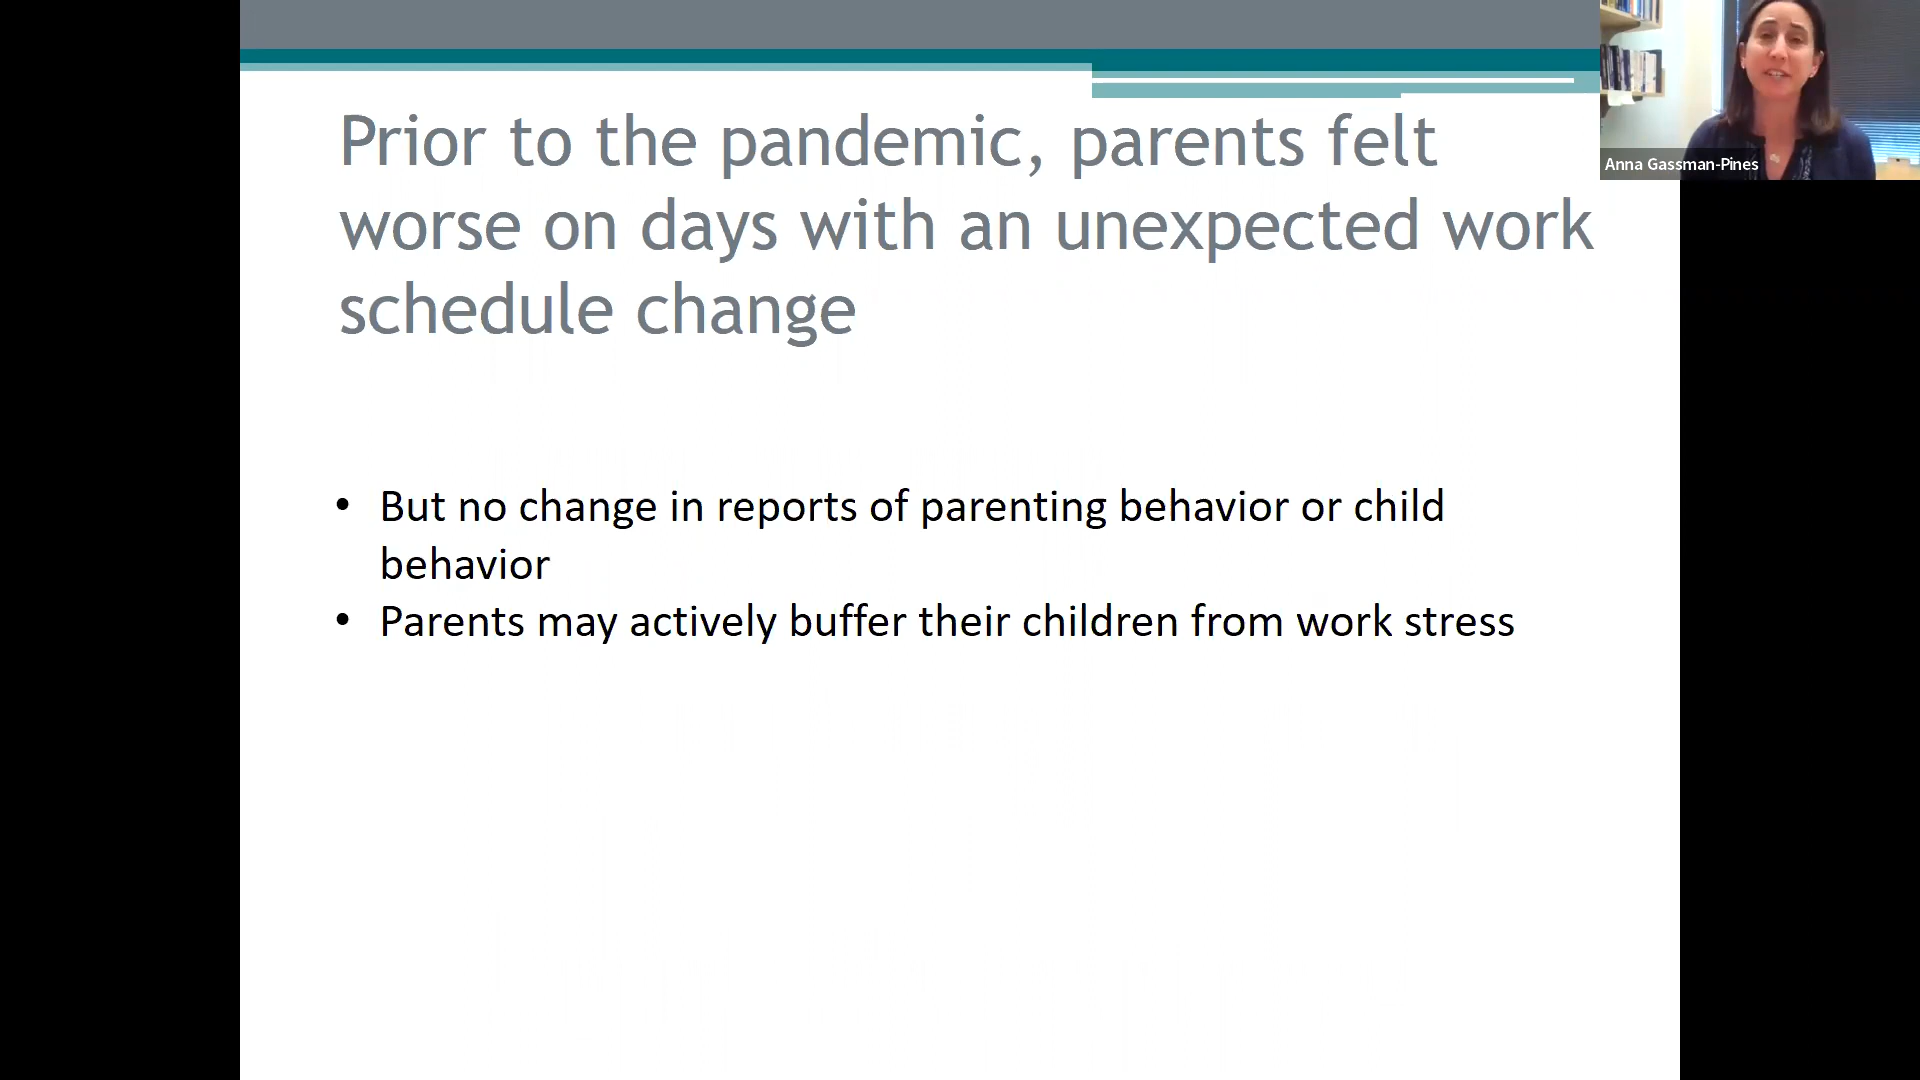 Prior to the pandemic, parents felt
worse on days with an unexpected work
schedule change
• But no change in reports of parenting behavior or child
behavior
• Parents may actively buffer their children from work stress
Anna Gassman-Pines